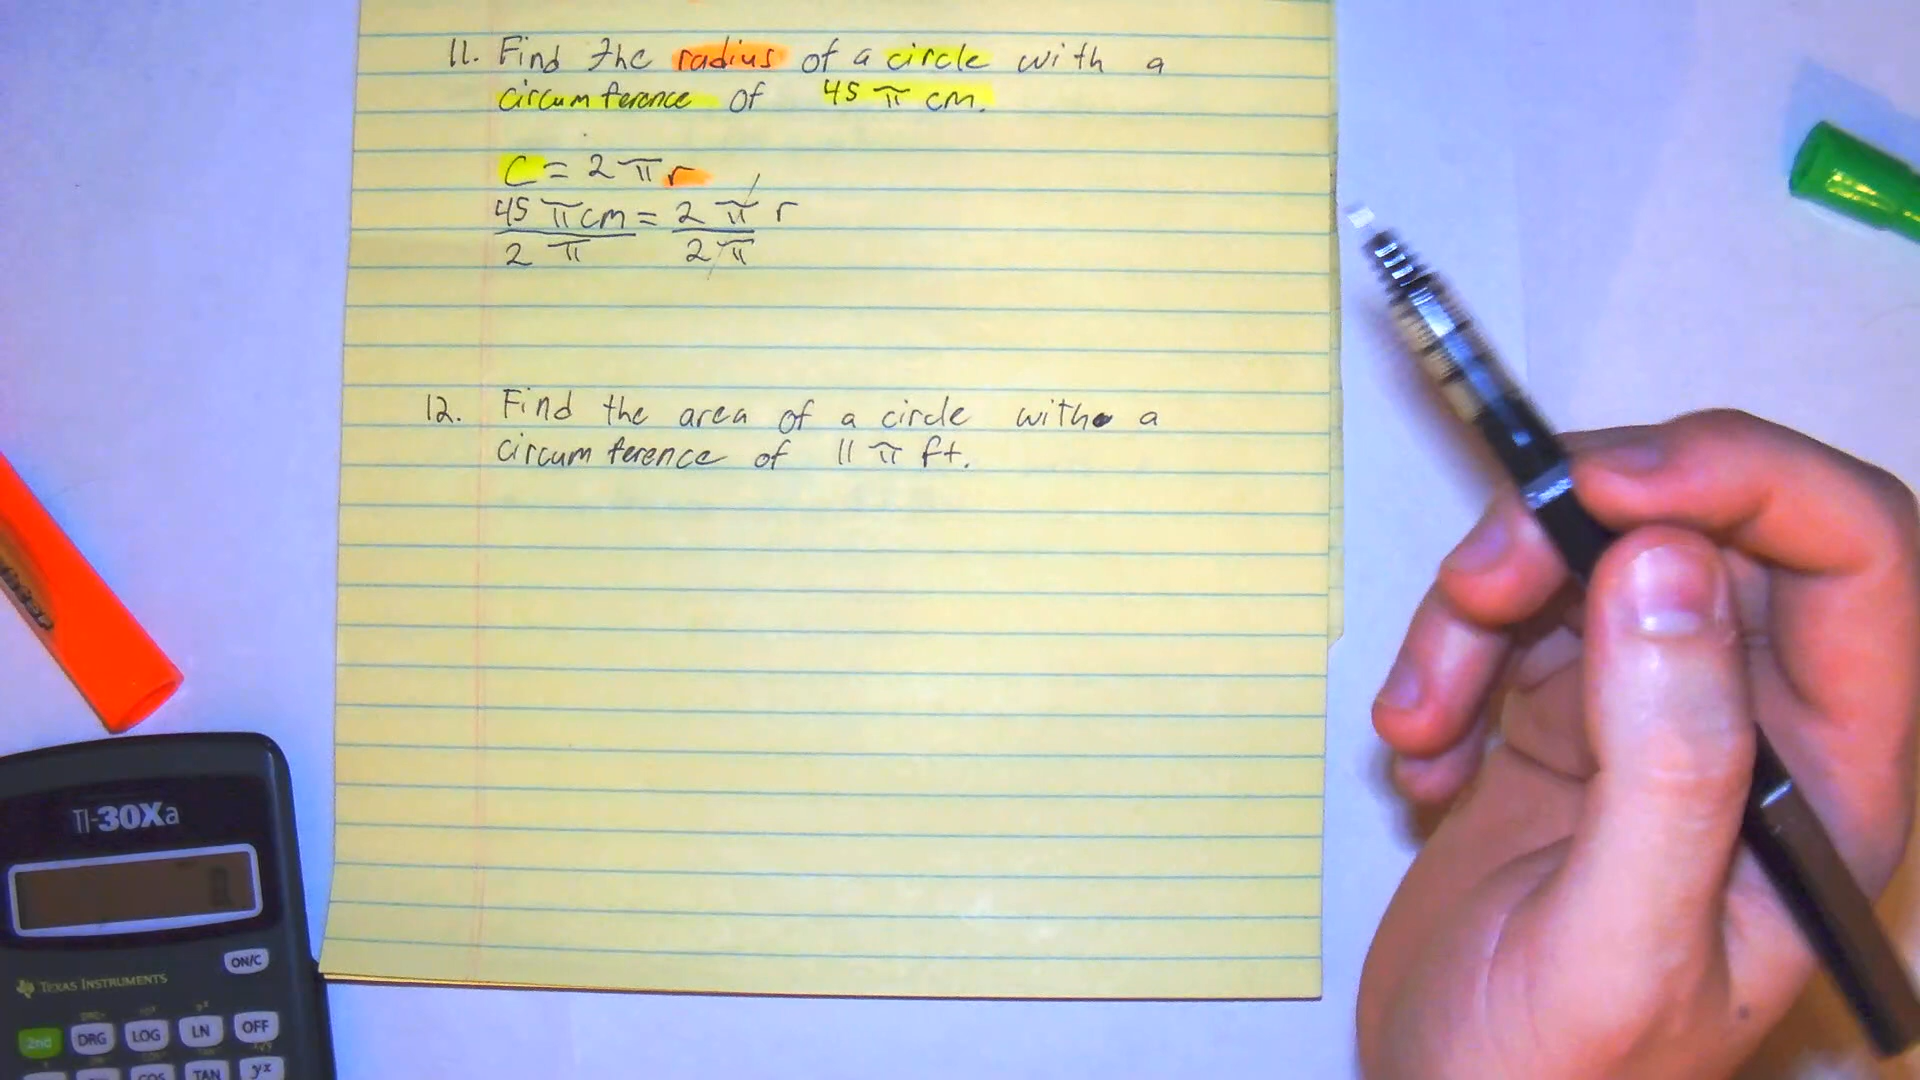 11. Find the radius of a circle with a
circumference of 45 π cm.
C = 2 π r
45 π cm = 2 π r
2 π 2 π
12. Find the area of a circle with a
circumference of 11 π ft.
TI-30Xa
ON/C
TEXAS INSTRUMENTS
2nd DRG LOG LN OFF
COS TAN yx